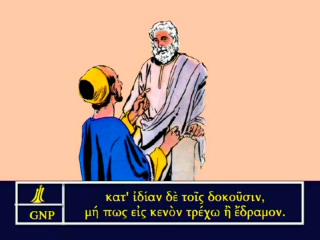 κατ' ἰδίαν δὲ τοῖς δοκοῦσιν,
μή πως εἰς κενὸν τρέχω ἢ ἔδραμον.
GNP